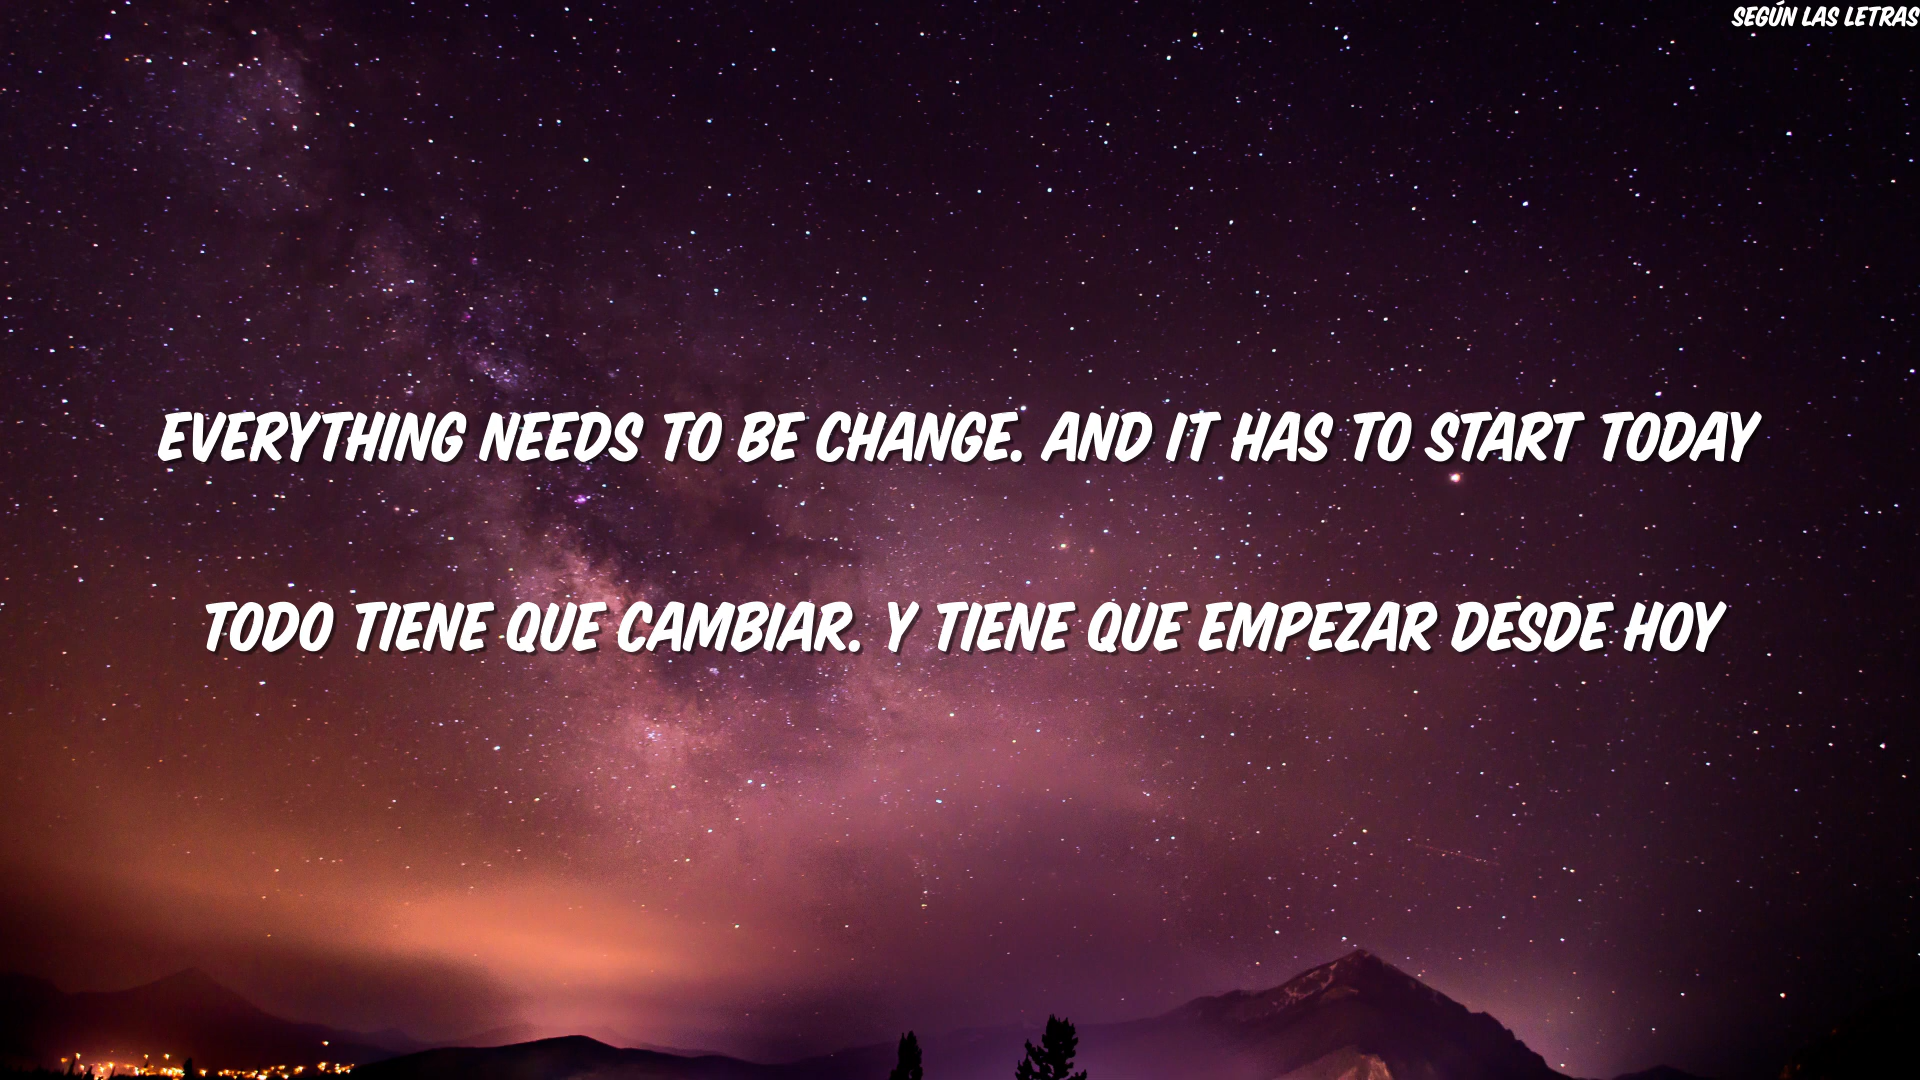 SEGÚN LAS LETRAS
EVERYTHING NEEDS TO BE CHANGE. AND IT HAS TO START TODAY
TODO TIENE QUE CAMBIAR. Y TIENE QUE EMPEZAR DESDE HOY